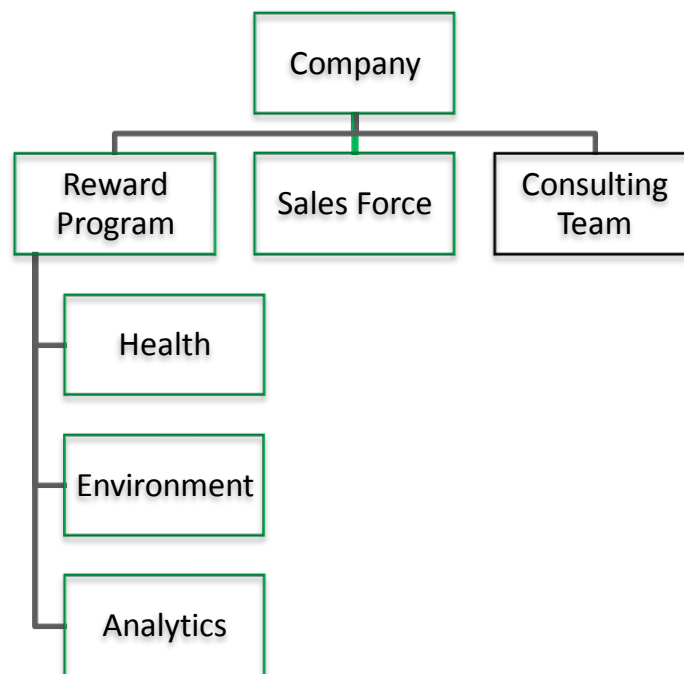 Company
Reward
Program
Sales Force
Consulting
Team
Health
Environment
Analytics